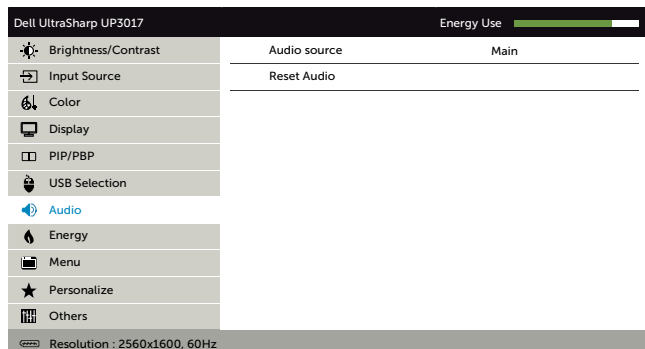 Dell UltraSharp UP3017 Energy Use
Brightness/Contrast Audio source Main
Input Source Reset Audio
Color
Display
PIP/PBP
USB Selection
Audio
Energy
Menu
Personalize
Others
Resolution : 2560x1600, 60Hz